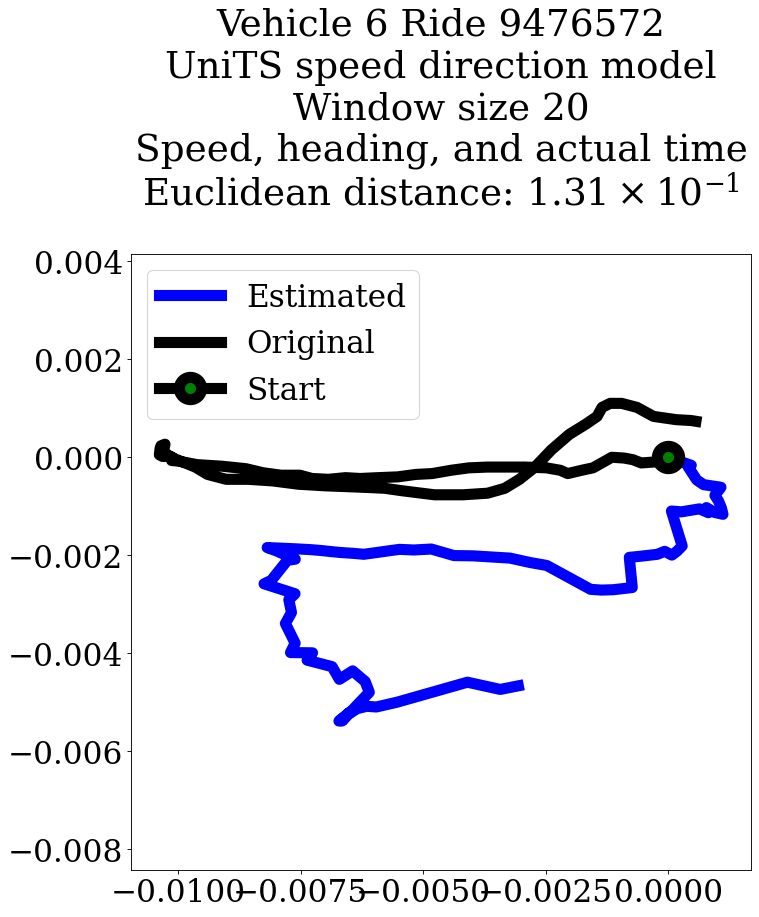 Vehicle 6 Ride 9476572
UniTS speed direction model
Window size 20
Speed, heading, and actual time
Euclidean distance: 1.31 × 10⁻¹
0.004
0.002
0.000
−0.002
−0.004
−0.006
−0.008
Estimated
Original
Start
−0.0100 −0.0075 −0.0050 −0.0025 0.0000